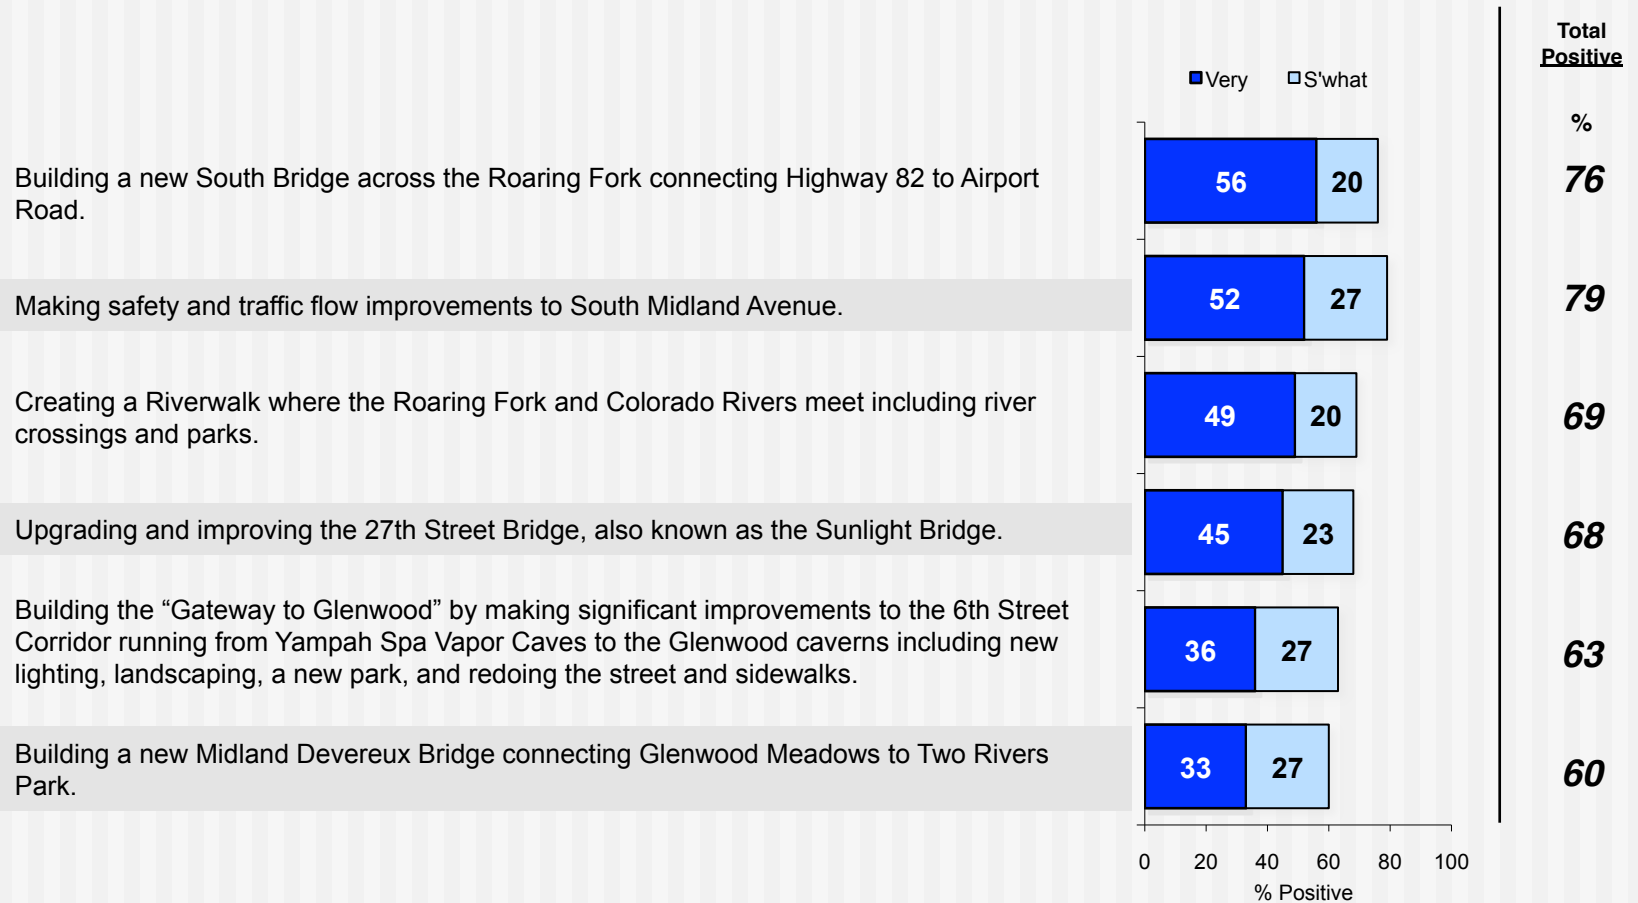 Total
Positive
Very S'what
%
Building a new South Bridge across the Roaring Fork connecting Highway 82 to Airport
Road.
56 20 76
Making safety and traffic flow improvements to South Midland Avenue.
52 27 79
Creating a Riverwalk where the Roaring Fork and Colorado Rivers meet including river
crossings and parks.
49 20 69
Upgrading and improving the 27th Street Bridge, also known as the Sunlight Bridge.
45 23 68
Building the “Gateway to Glenwood” by making significant improvements to the 6th Street
Corridor running from Yampah Spa Vapor Caves to the Glenwood caverns including new
lighting, landscaping, a new park, and redoing the street and sidewalks.
36 27 63
Building a new Midland Devereux Bridge connecting Glenwood Meadows to Two Rivers
Park.
33 27 60
0 20 40 60 80 100
% Positive